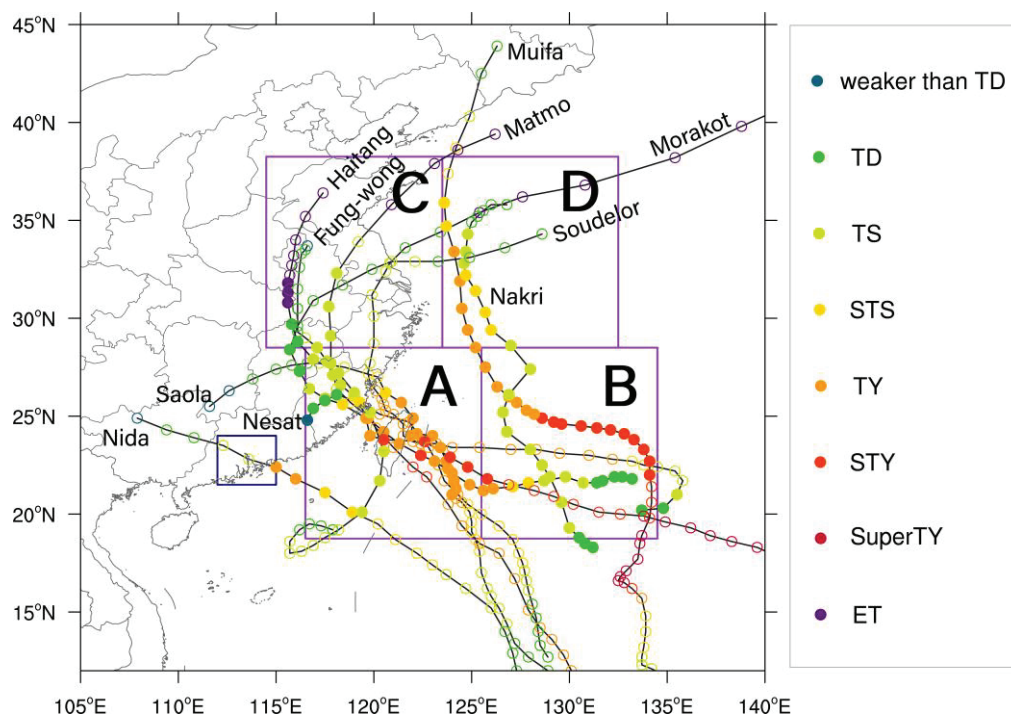 45°N
40°N
35°N
30°N
25°N
20°N
15°N
105°E
110°E
115°E
120°E
125°E
130°E
135°E
140°E
Muifa
Matmo
Morakot
Haitang
Fung-wong
C
D
Soudelor
Nakri
A
B
Saola
Nesat
Nida
weaker than TD
TD
TS
STS
TY
STY
SuperTY
ET